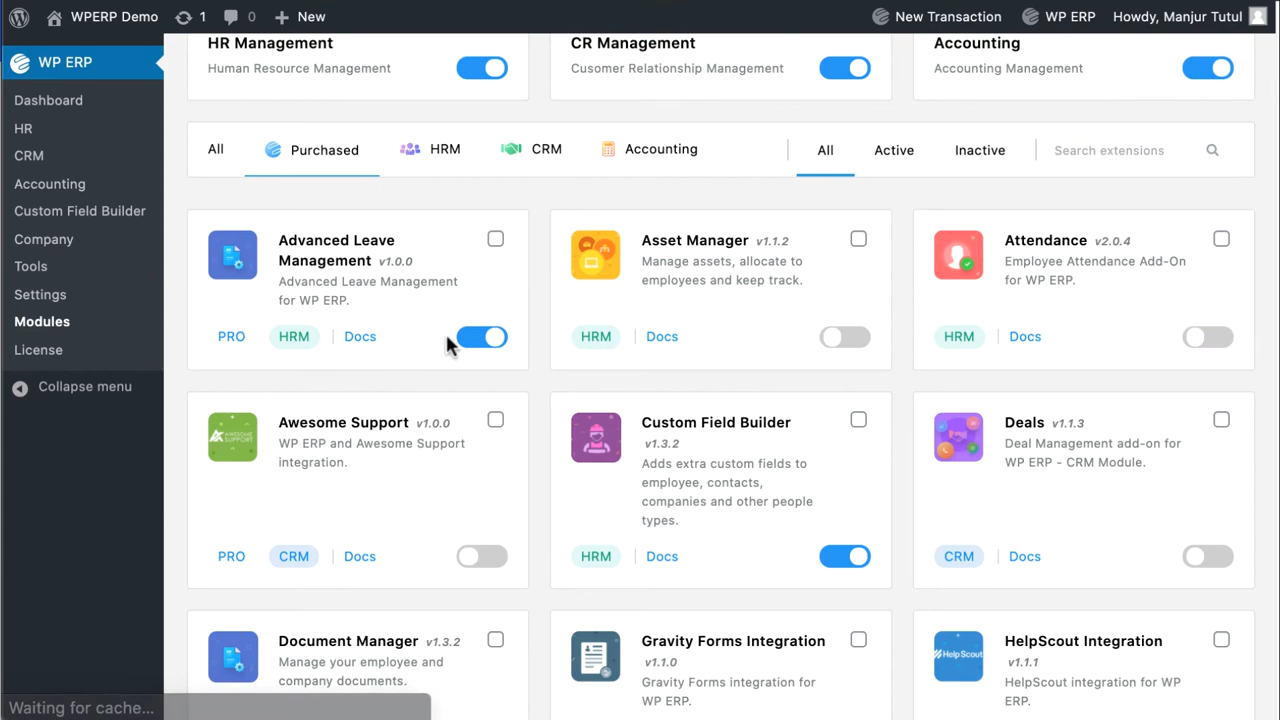 WPERP Demo
1
0
New
New Transaction
WP ERP
Howdy, Manjur Tutul
WP ERP
Dashboard
HR
CRM
Accounting
Custom Field Builder
Company
Tools
Settings
Modules
License
Collapse menu
HR Management
Human Resource Management
CR Management
Cusomer Relationship Management
Accounting
Accounting Management
All
Purchased
HRM
CRM
Accounting
All
Active
Inactive
Search extensions
Advanced Leave
Management v1.0.0
Advanced Leave Management
for WP ERP.
PRO
HRM
Docs
Asset Manager v1.1.2
Manage assets, allocate to
employees and keep track.
HRM
Docs
Attendance v2.0.4
Employee Attendance Add-On
for WP ERP.
HRM
Docs
AWESOME
SUPPORT
Awesome Support v1.0.0
WP ERP and Awesome Support
integration.
PRO
CRM
Docs
Custom Field Builder
v1.3.2
Adds extra custom fields to
employee, contacts,
companies and other people
types.
HRM
Docs
Deals v1.1.3
Deal Management add-on for
WP ERP - CRM Module.
CRM
Docs
Document Manager v1.3.2
Manage your employee and
company documents.
Gravity Forms Integration
v1.1.0
Gravity Forms integration for
WP ERP.
HelpScout
HelpScout Integration
v1.1.1
HelpScout integration for WP
ERP.
Waiting for cache...